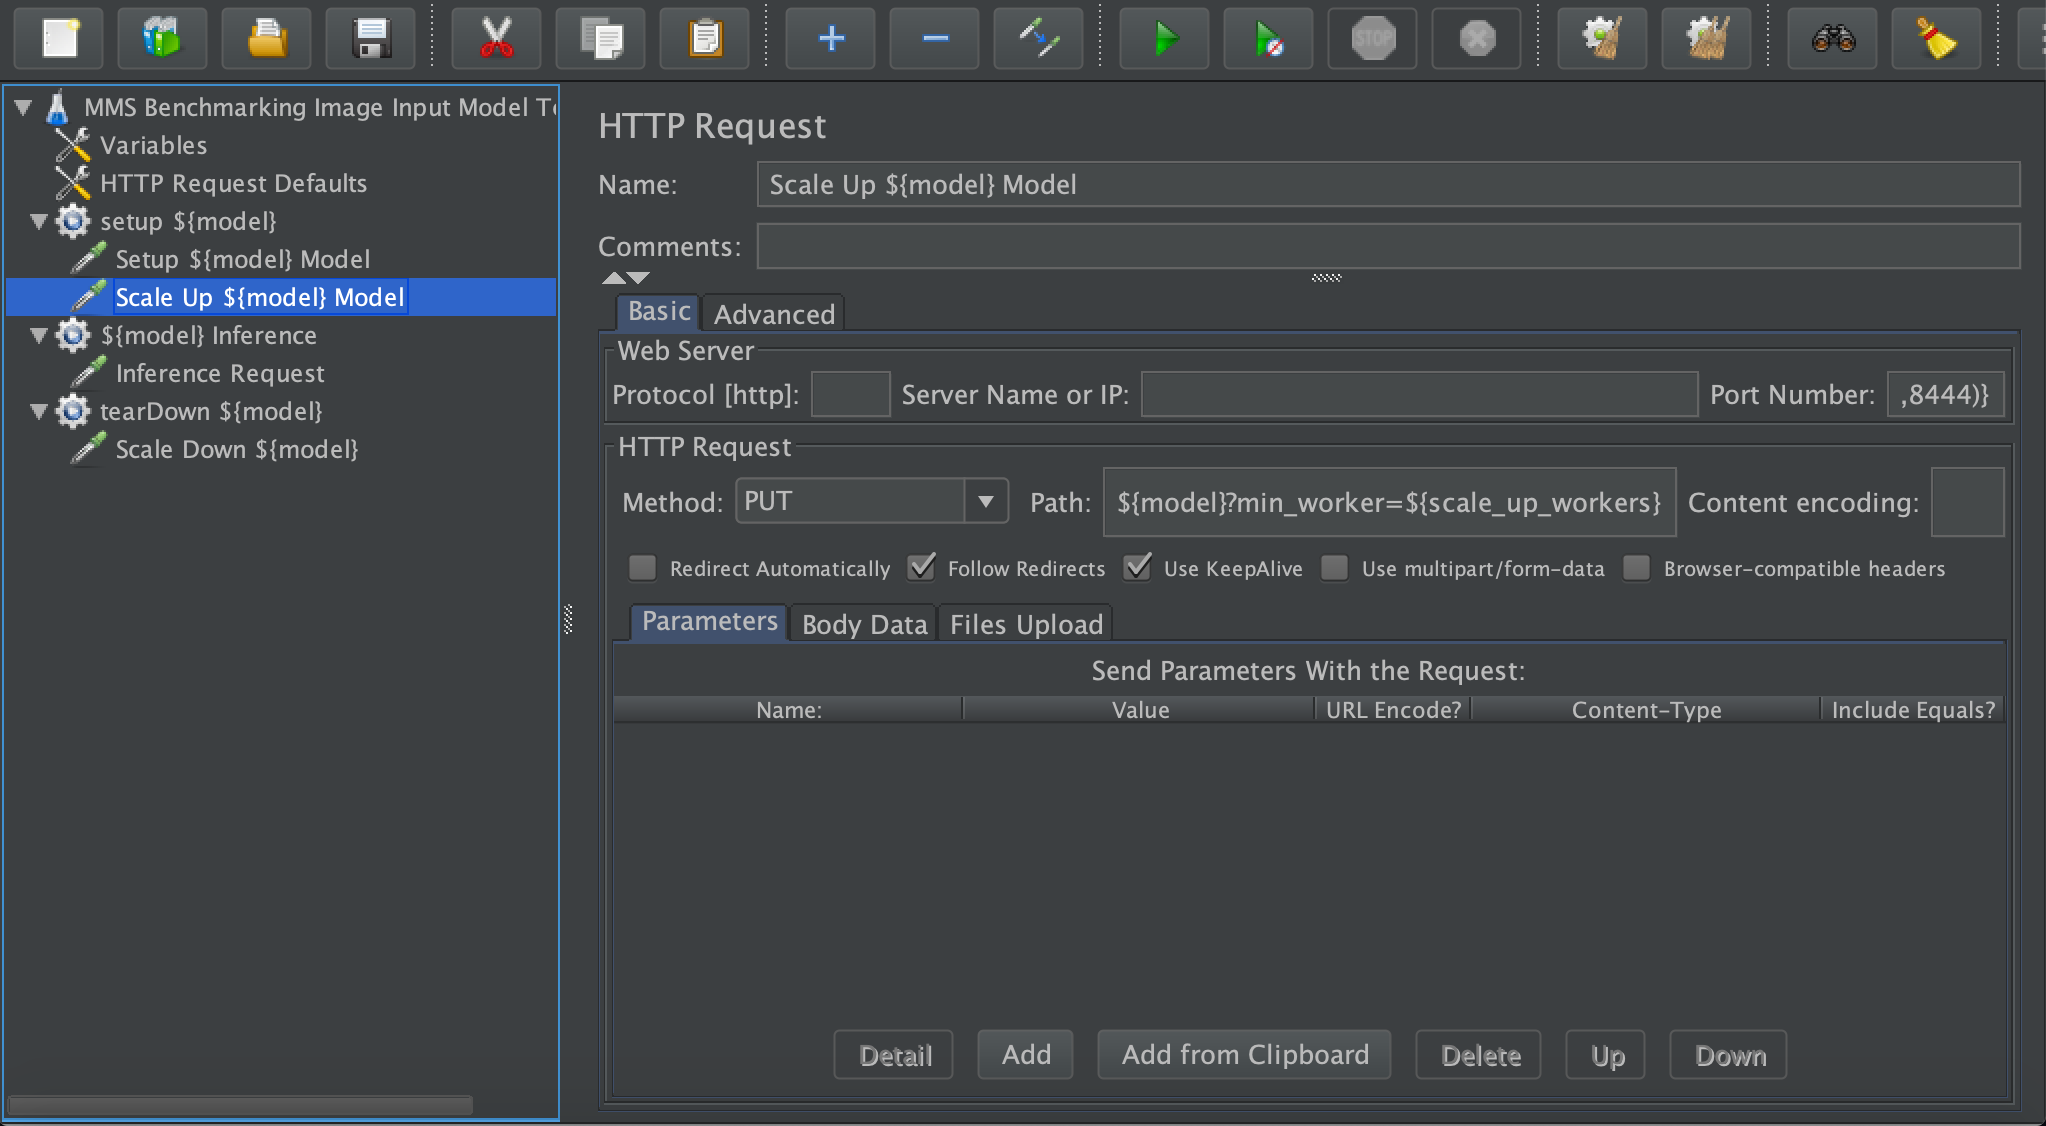 STOP
MMS Benchmarking Image Input Model
Variables
HTTP Request Defaults
setup ${model}
Setup ${model} Model
Scale Up ${model} Model
${model} Inference
Inference Request
tearDown ${model}
Scale Down ${model}
HTTP Request
Name: Scale Up ${model} Model
Comments:
Basic Advanced
Web Server
Protocol [http]: Server Name or IP: Port Number: ,8444)}
HTTP Request
Method: PUT Path: ${model}?min_worker=${scale_up_workers} Content encoding:
Redirect Automatically Follow Redirects Use KeepAlive Use multipart/form-data Browser-compatible headers
Parameters Body Data Files Upload
Send Parameters With the Request:
Name: Value URL Encode? Content-Type Include Equals?
Detail Add Add from Clipboard Delete Up Down